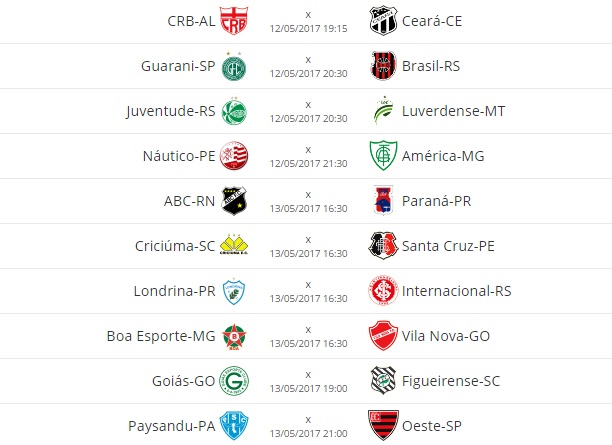 CRB-AL x Ceará-CE
12/05/2017 19:15
Guarani-SP x Brasil-RS
12/05/2017 20:30
Juventude-RS x Luverdense-MT
12/05/2017 20:30
Náutico-PE x América-MG
12/05/2017 21:30
ABC-RN x Paraná-PR
13/05/2017 16:30
Criciúma-SC x Santa Cruz-PE
13/05/2017 16:30
Londrina-PR x Internacional-RS
13/05/2017 16:30
Boa Esporte-MG x Vila Nova-GO
13/05/2017 16:30
Goiás-GO x Figueirense-SC
13/05/2017 19:00
Paysandu-PA x Oeste-SP
13/05/2017 21:00